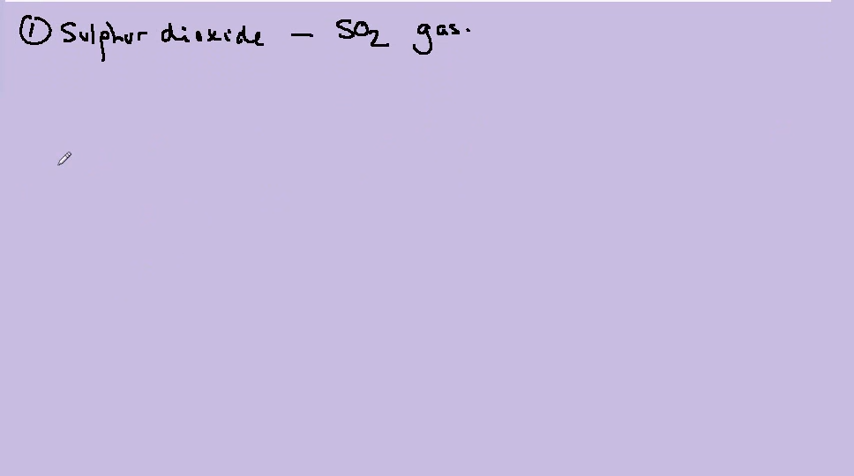 ① Sulphur dioxide – SO₂ gas.